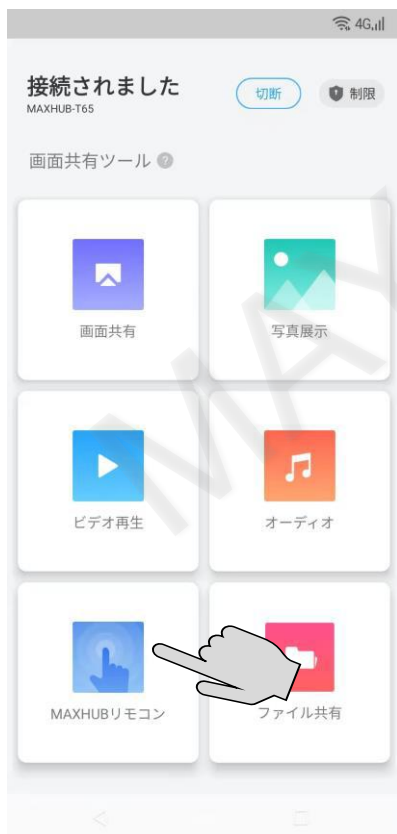 4G
接続されました
MAXHUB-T65
切断
制限
画面共有ツール ?
画面共有
写真展示
ビデオ再生
オーディオ
MAXHUBリモコン
ファイル共有